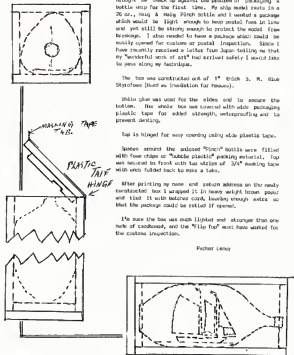 bottle ship for the first time. My ship model rests in a
25 oz., Haig & Haig Pinch bottle and I wanted a package
which would be light enough to keep postal fees in line
and yet still be strong enough to protect the model from
breakage. I also needed to have a package which could be
easily opened for customs or postal inspection. Since I
have recently received a letter from Japan telling me that
my "wonderful work of art" had arrived safely I would like
to pass along my technique.
The box was constructed out of 1" thick S. M. Blue
Styrofoam (Used as insulation for houses).
White glue was used for the sides and to secure the
bottom. The whole box was covered with wide packaging
plastic tape for added strength, waterproofing and to
prevent denting.
Top is hinged for easy opening using wide plastic tape.
Spaces around the "Pinch" bottle were filled
with foam chips or "bubble plastic" packing material. Top
was secured in front with two strips of 3/4" masking tape
with ends folded back to make a tabs.
After printing my name and return address on the newly
constructed box I wrapped it in heavy weight brown paper
and tied it with butcher cord, leaving enough extra so
that the package could be retied if opened.
I'm sure the box was much lighter and stronger than one
made of cardboard, and the "Flip Top" must have worked for
the customs inspection.
MASKING TAPE
PLASTIC
TAPE
HINGE